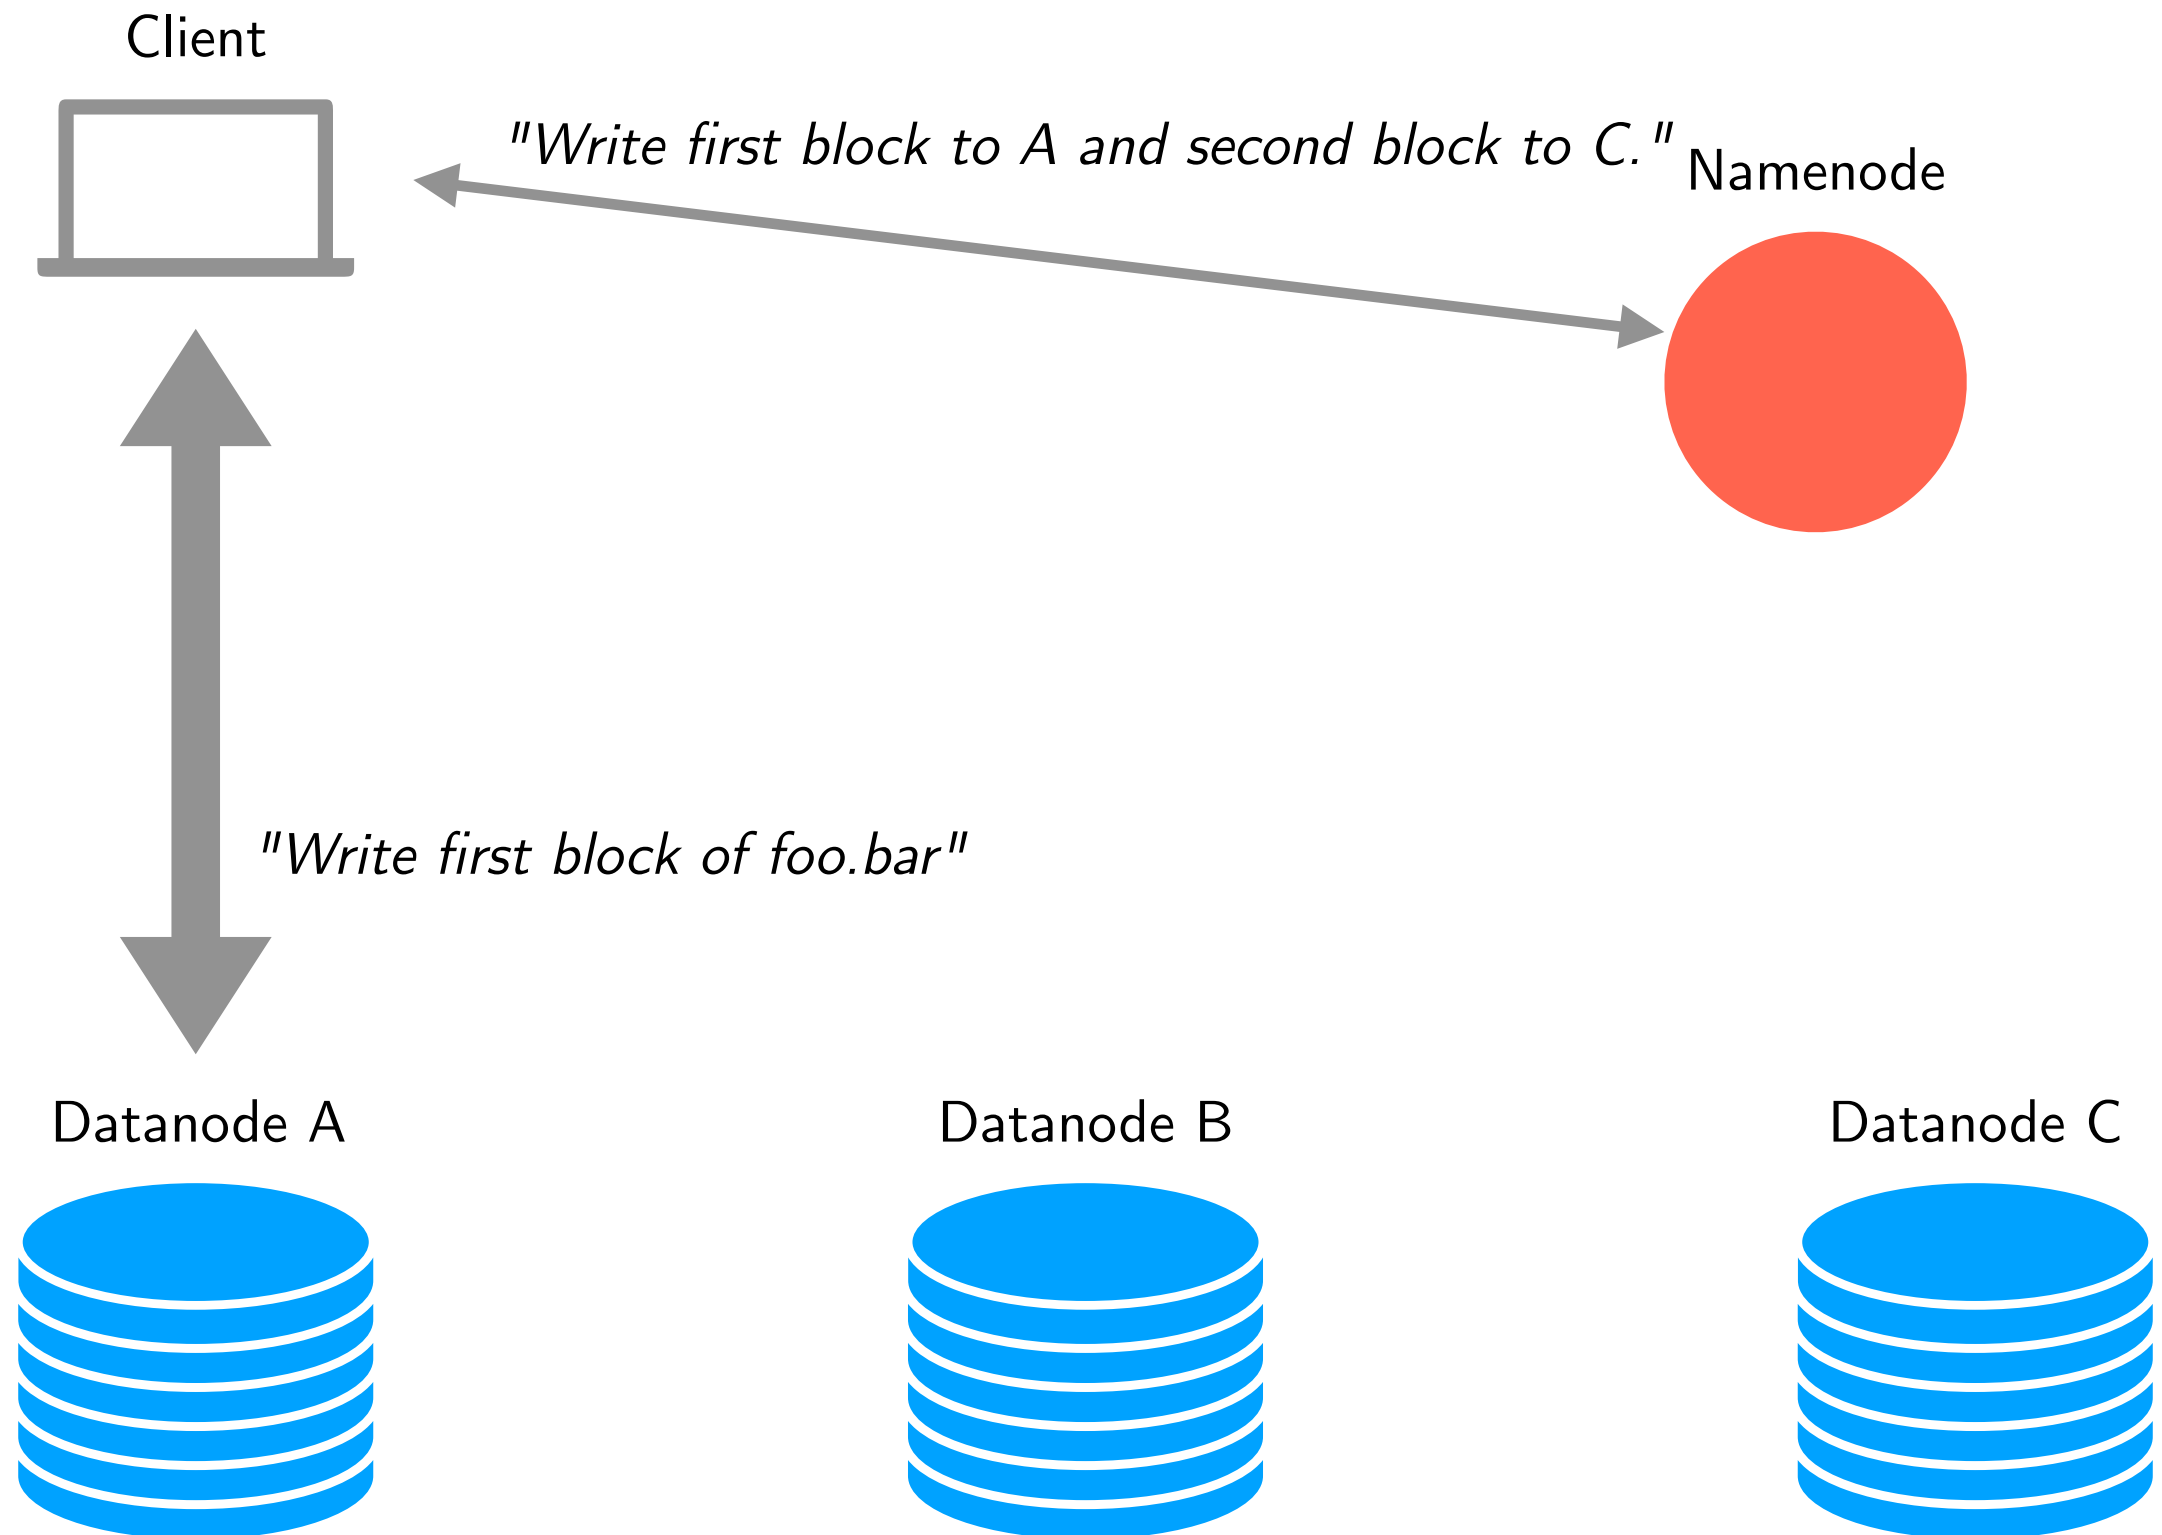 Client
"Write first block to A and second block to C."
Namenode
"Write first block of foo.bar"
Datanode A
Datanode B
Datanode C